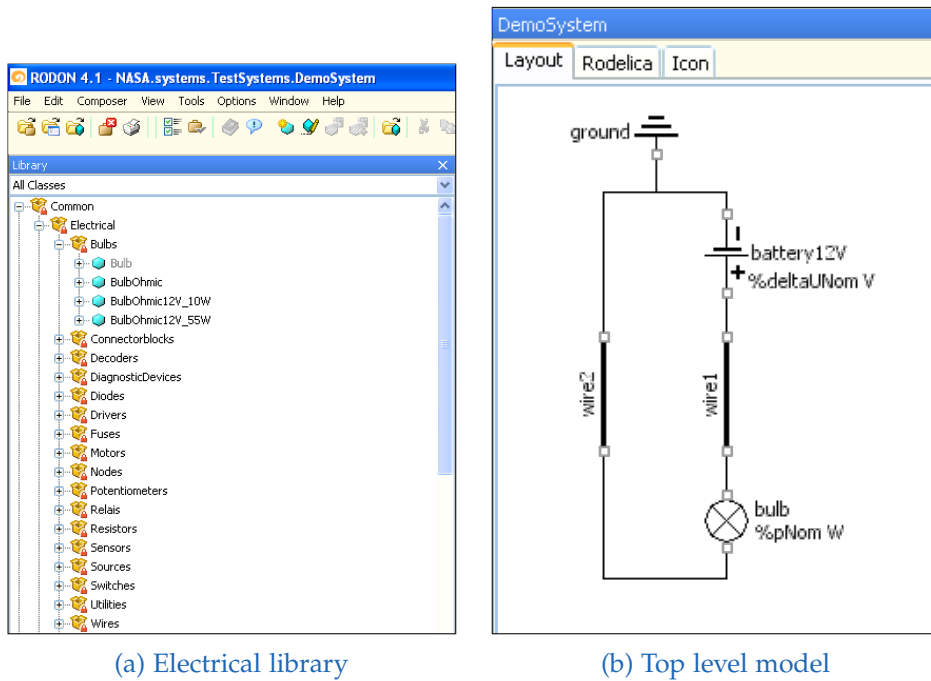 RODON 4.1 - NASA.systems.TestSystems.DemoSystem
File Edit Composer View Tools Options Window Help
Library
All Classes
Common
Electrical
Bulbs
Bulb
BulbOhmic
BulbOhmic12V_10W
BulbOhmic12V_55W
Connectorblocks
Decoders
DiagnosticDevices
Diodes
Drivers
Fuses
Motors
Nodes
Potentiometers
Relais
Resistors
Sensors
Sources
Switches
Utilities
Wires
(a) Electrical library
DemoSystem
Layout Rodelica Icon
ground
battery12V
%deltaUNom V
wire2
wire1
bulb
%pNom W
(b) Top level model